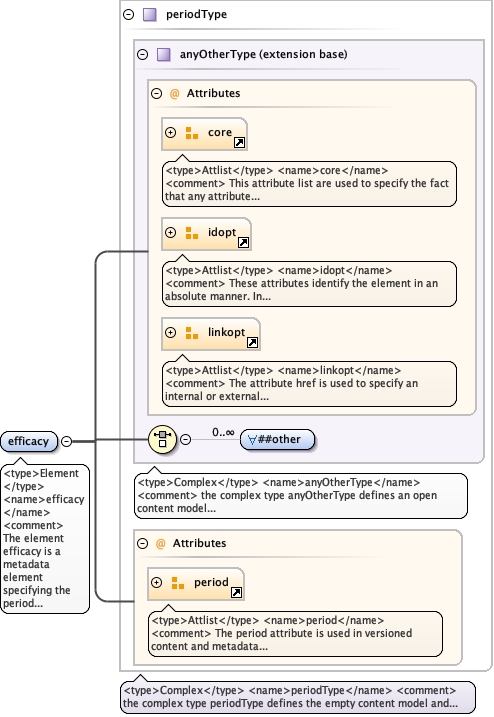 periodType
anyOtherType (extension base)
@ Attributes
core
<type>Attlist</type> <name>core</name>
<comment> This attribute list are used to specify the fact
that any attribute...
idopt
<type>Attlist</type> <name>idopt</name>
<comment> These attributes identify the element in an
absolute manner. In...
linkopt
<type>Attlist</type> <name>linkopt</name>
<comment> The attribute href is used to specify an
internal or external...
efficacy
0..∞
∀##other
<type>Element
</type>
<name>efficacy
</name>
<comment>
The element
efficacy is a
metadata
element
specifying the
period...
<type>Complex</type> <name>anyOtherType</name>
<comment> the complex type anyOtherType defines an open
content model...
@ Attributes
period
<type>Attlist</type> <name>period</name>
<comment> The period attribute is used in versioned
content and metadata...
<type>Complex</type> <name>periodType</name> <comment>
the complex type periodType defines the empty content model and...